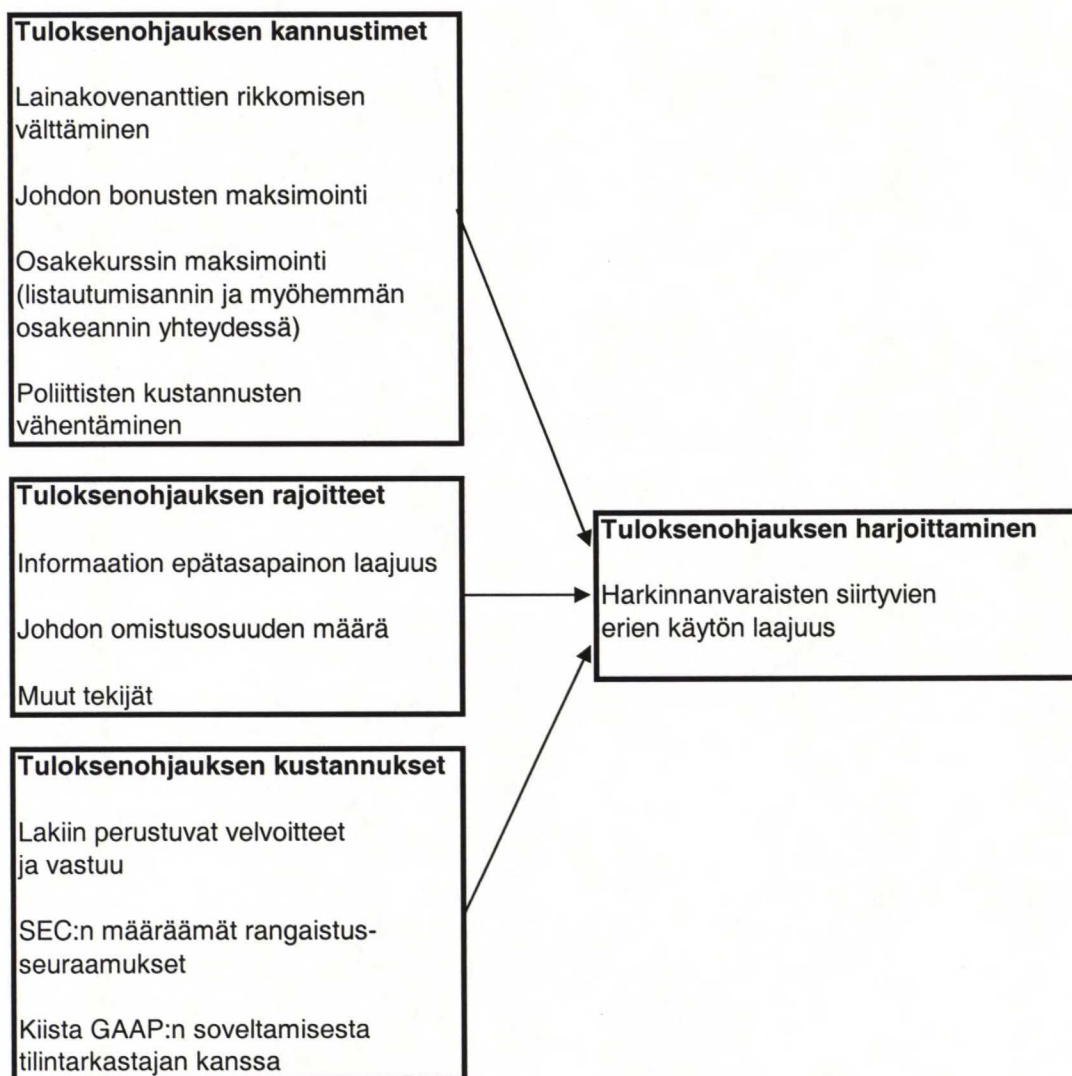 Tuloksenohjauksen kannustimet
Lainakovenanttien rikkomisen
välttäminen
Johdon bonusten maksimointi
Osakekurssin maksimointi
(listautumisannin ja myöhemmän
osakeannin yhteydessä)
Poliittisten kustannusten
vähentäminen
Tuloksenohjauksen rajoitteet
Informaation epätasapainon laajuus
Johdon omistusosuuden määrä
Muut tekijät
Tuloksenohjauksen kustannukset
Lakiin perustuvat velvoitteet
ja vastuu
SEC:n määräämät rangaistus-
seuraamukset
Kiista GAAP:n soveltamisesta
tilintarkastajan kanssa
Tuloksenohjauksen harjoittaminen
Harkinnanvaraisten siirtyvien
erien käytön laajuus